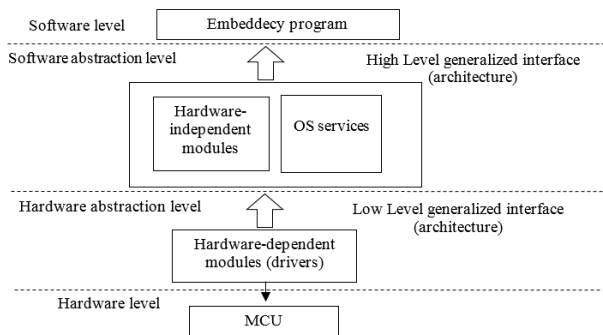 Software level
Embeddecy program
Software abstraction level
High Level generalized interface
(architecture)
Hardware-
independent
modules
OS services
Hardware abstraction level
Low Level generalized interface
(architecture)
Hardware-dependent
modules (drivers)
Hardware level
MCU